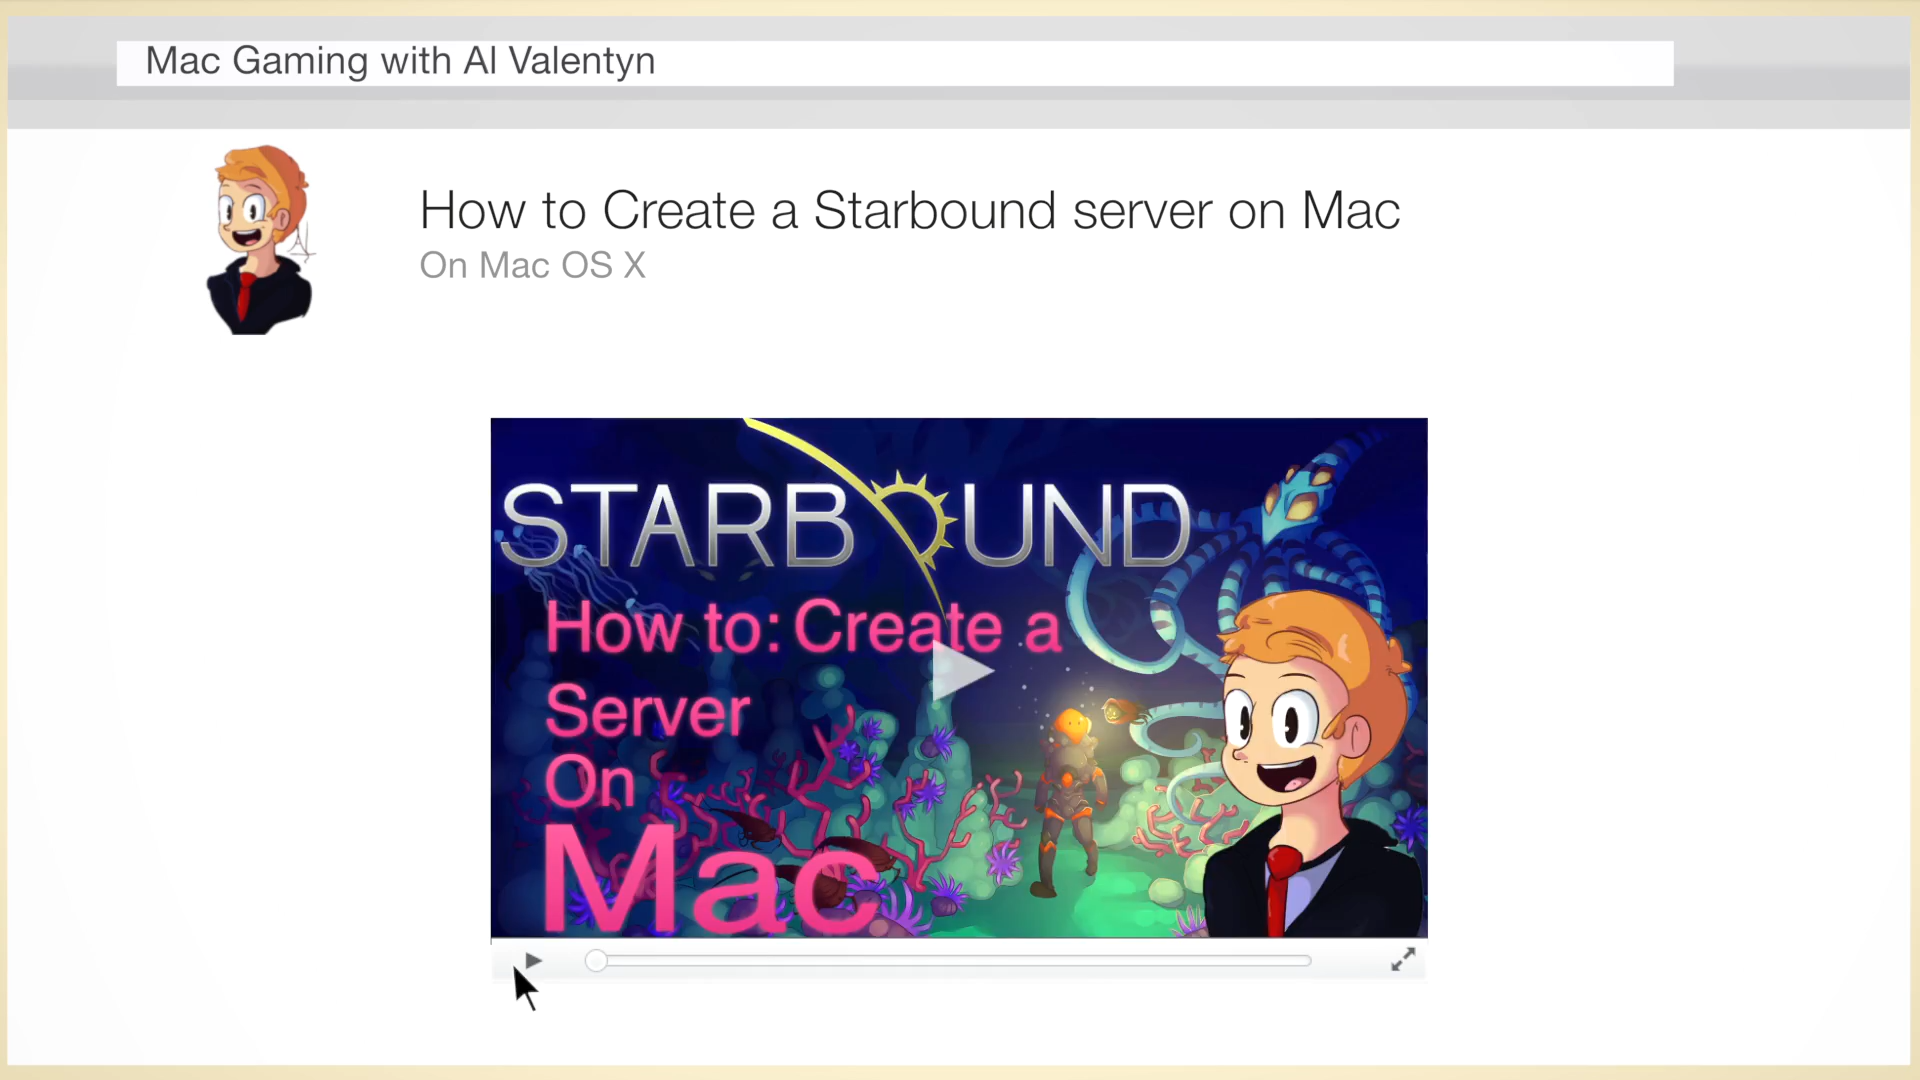 Mac Gaming with Al Valentyn
How to Create a Starbound server on Mac
On Mac OS X
STARBOUND
How to: Create a
Server
On
Mac